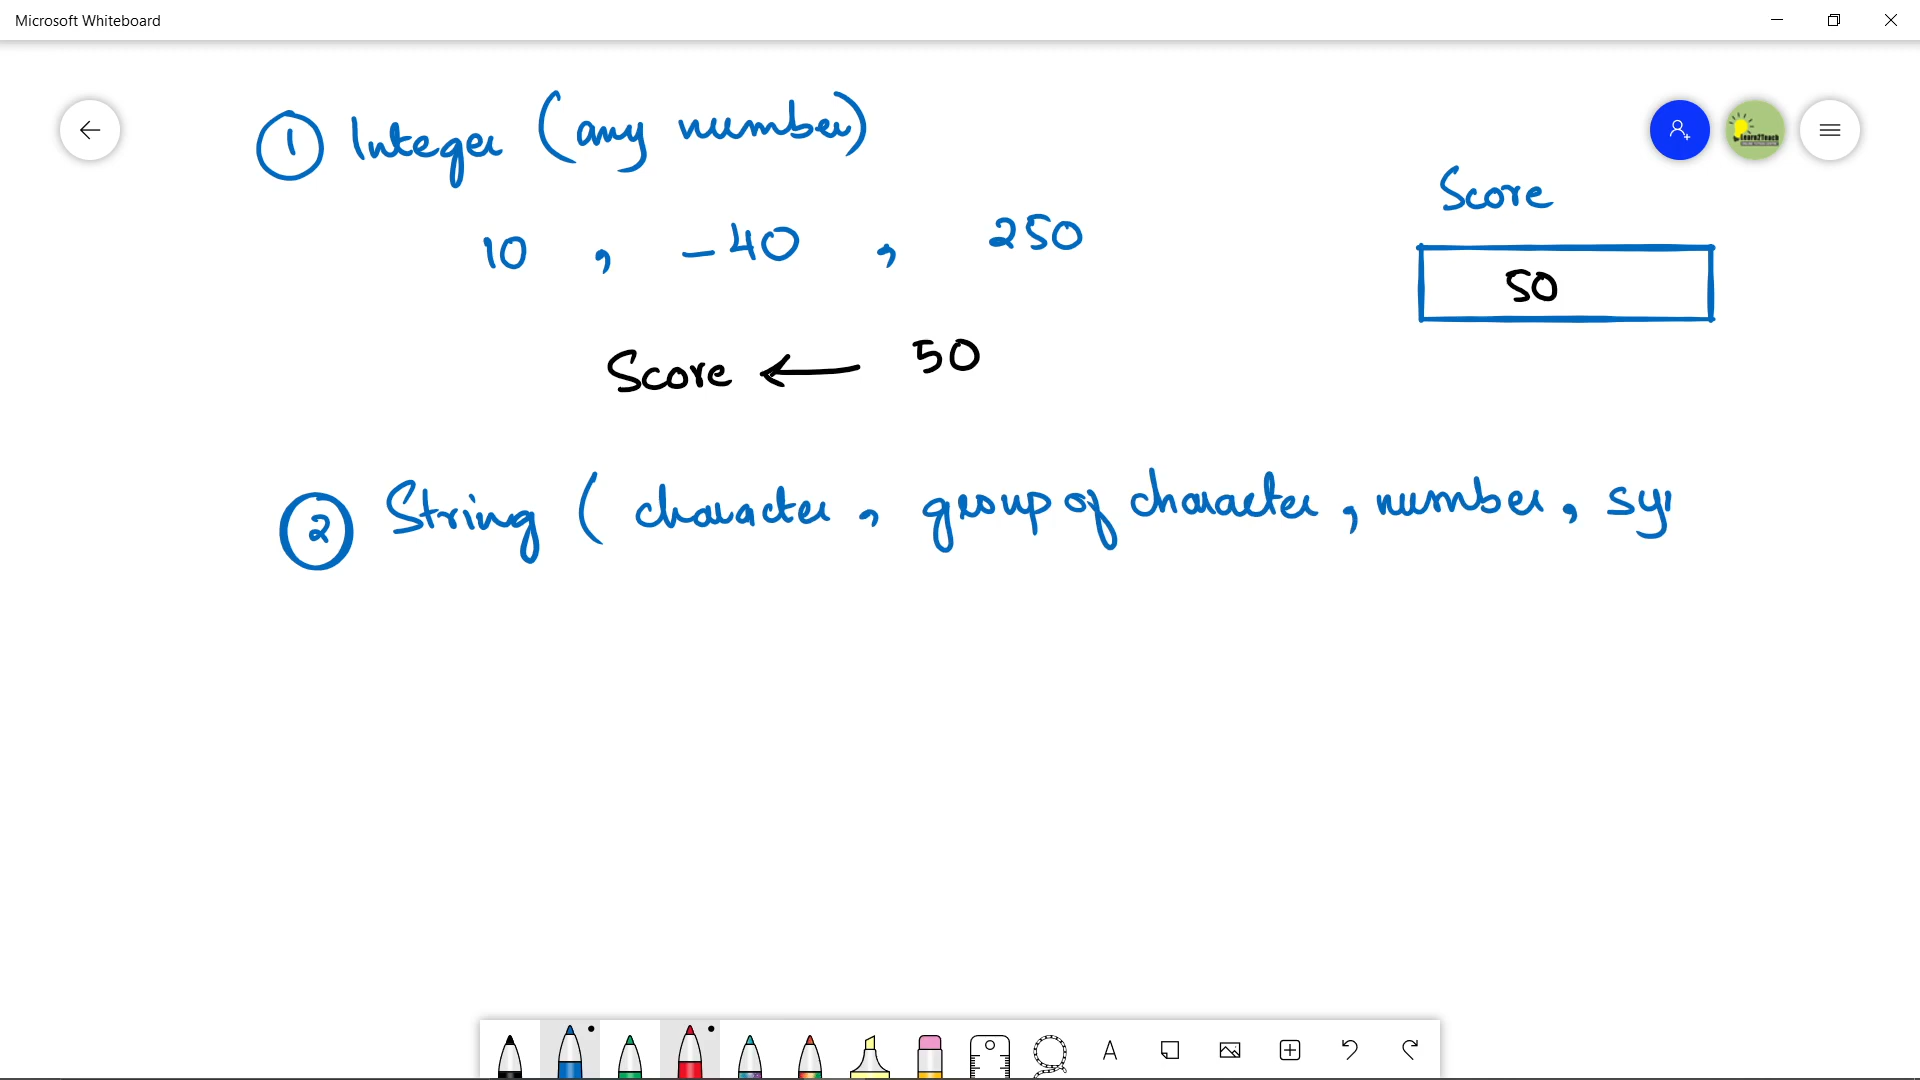 Microsoft Whiteboard
① Integer (any number)
10 , -40 , 250
Score
50
Score ← 50
② String ( character, group of character, number, sy
Learn2Teach
A